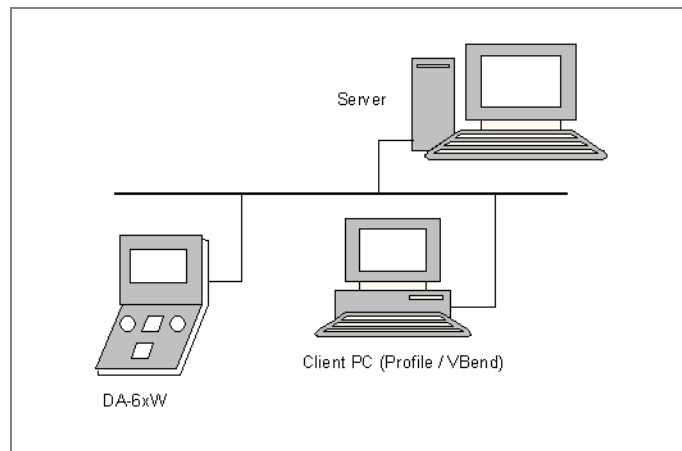 Server
Client PC (Profile / VBend)
DA-6xW